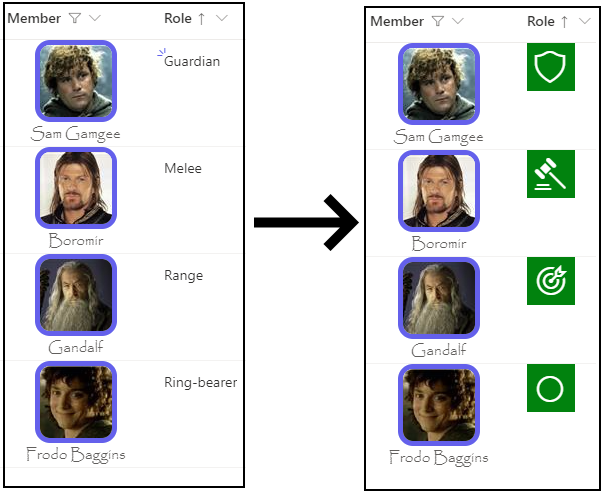 Member Role
Guardian
Sam Gamgee
Melee
Boromir
Range
Gandalf
Ring-bearer
Frodo Baggins
Member Role
Sam Gamgee
Boromir
Gandalf
Frodo Baggins